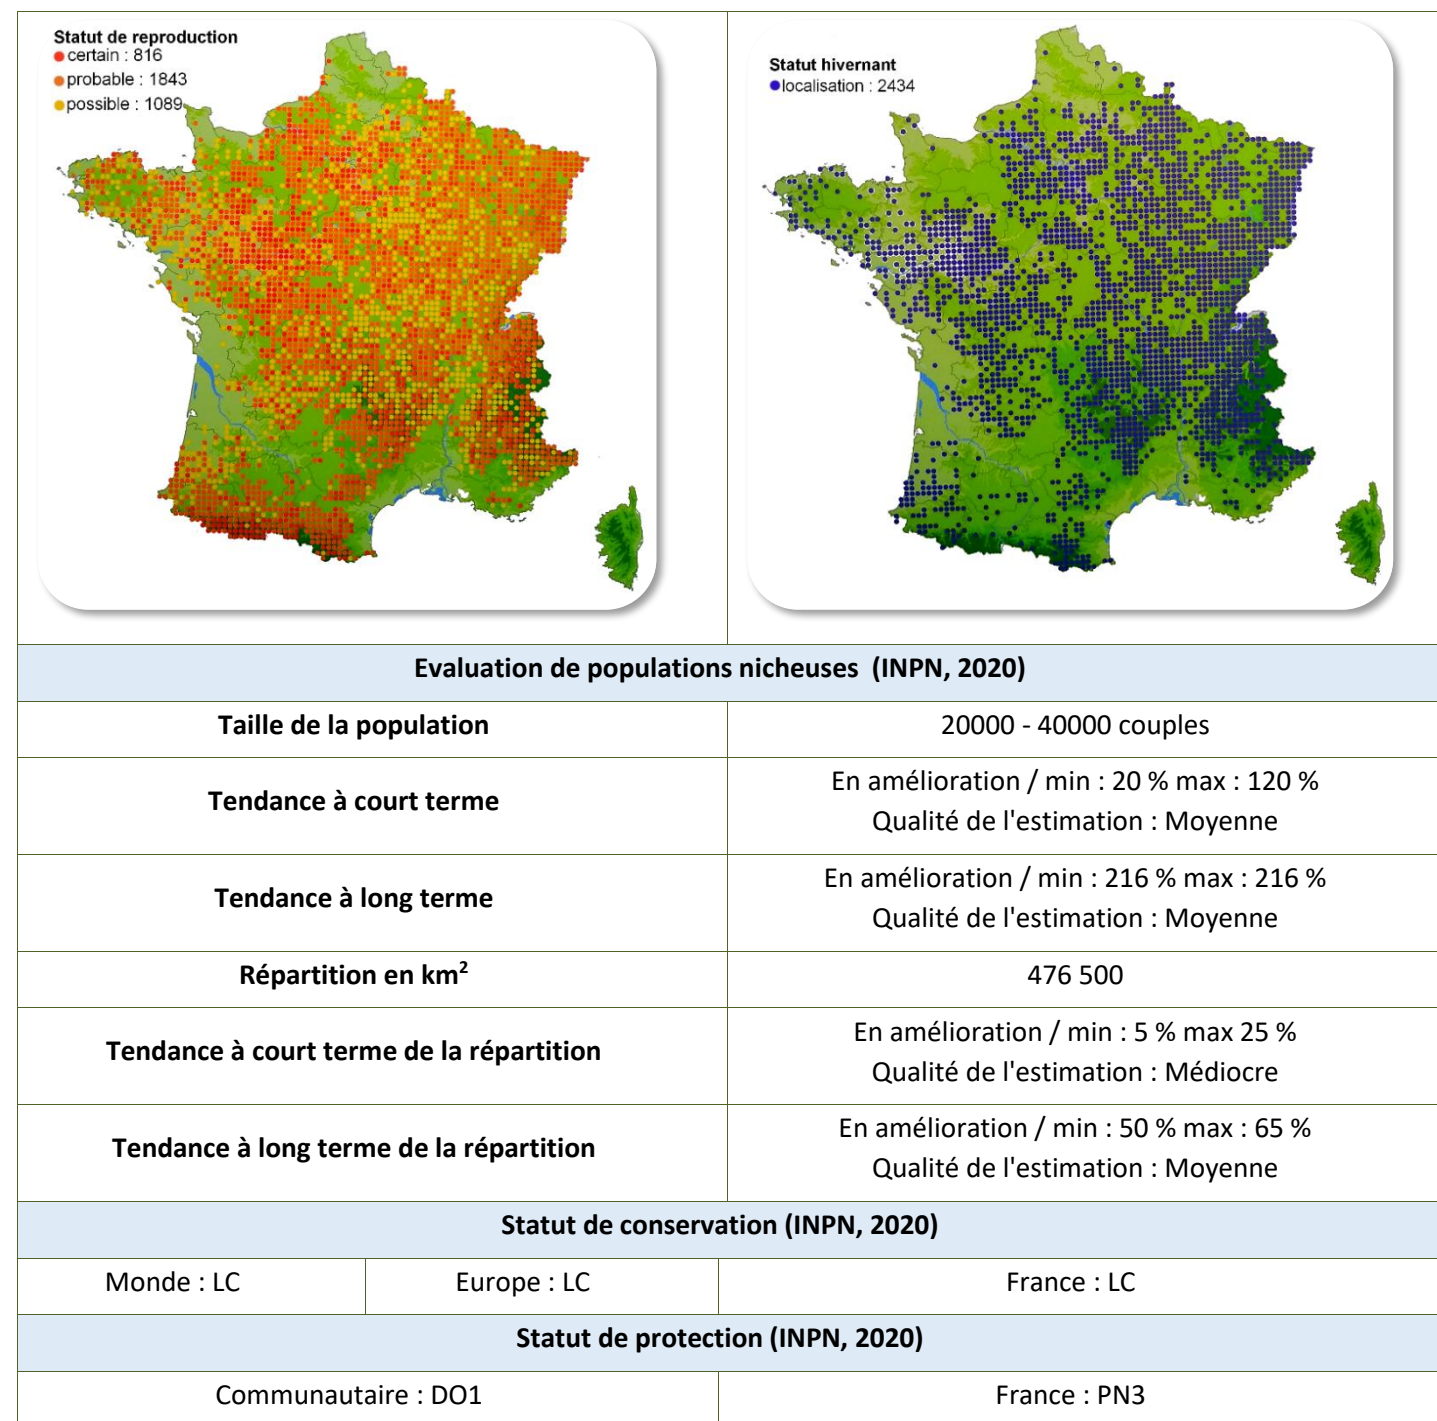 Statut de reproduction
certain : 816
probable : 1843
possible : 1089
Statut hivernant
localisation : 2434
Evaluation de populations nicheuses (INPN, 2020)
Taille de la population
20000 - 40000 couples
Tendance à court terme
En amélioration / min : 20 % max : 120 %
Qualité de l'estimation : Moyenne
Tendance à long terme
En amélioration / min : 216 % max : 216 %
Qualité de l'estimation : Moyenne
Répartition en km²
476 500
Tendance à court terme de la répartition
En amélioration / min : 5 % max 25 %
Qualité de l'estimation : Médiocre
Tendance à long terme de la répartition
En amélioration / min : 50 % max : 65 %
Qualité de l'estimation : Moyenne
Statut de conservation (INPN, 2020)
Monde : LC
Europe : LC
France : LC
Statut de protection (INPN, 2020)
Communautaire : DO1
France : PN3